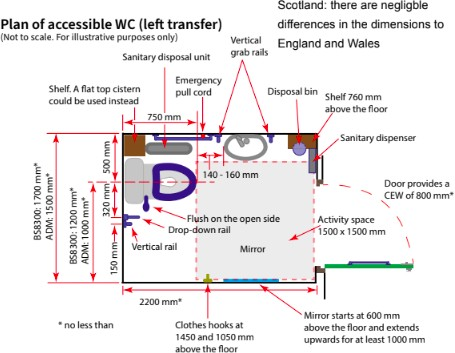 Scotland: there are negligible
differences in the dimensions to
England and Wales
Plan of accessible WC (left transfer)
(Not to scale. For illustrative purposes only)
Vertical
grab rails
Sanitary disposal unit
Shelf. A flat top cistern
could be used instead
Emergency
pull cord
Disposal bin
Shelf 760 mm
above the floor
750 mm
Sanitary dispenser
500 mm
140 - 160 mm
BS8300: 1700 mm*
ADM: 1500 mm*
BS8300: 1200 mm*
ADM: 1000 mm*
320 mm
150 mm
Door provides a
CEW of 800 mm*
Flush on the open side
Drop-down rail
Vertical rail
Activity space
1500 x 1500 mm
Mirror
2200 mm*
* no less than
Clothes hooks at
1450 and 1050 mm
above the floor
Mirror starts at 600 mm
above the floor and extends
upwards for at least 1000 mm